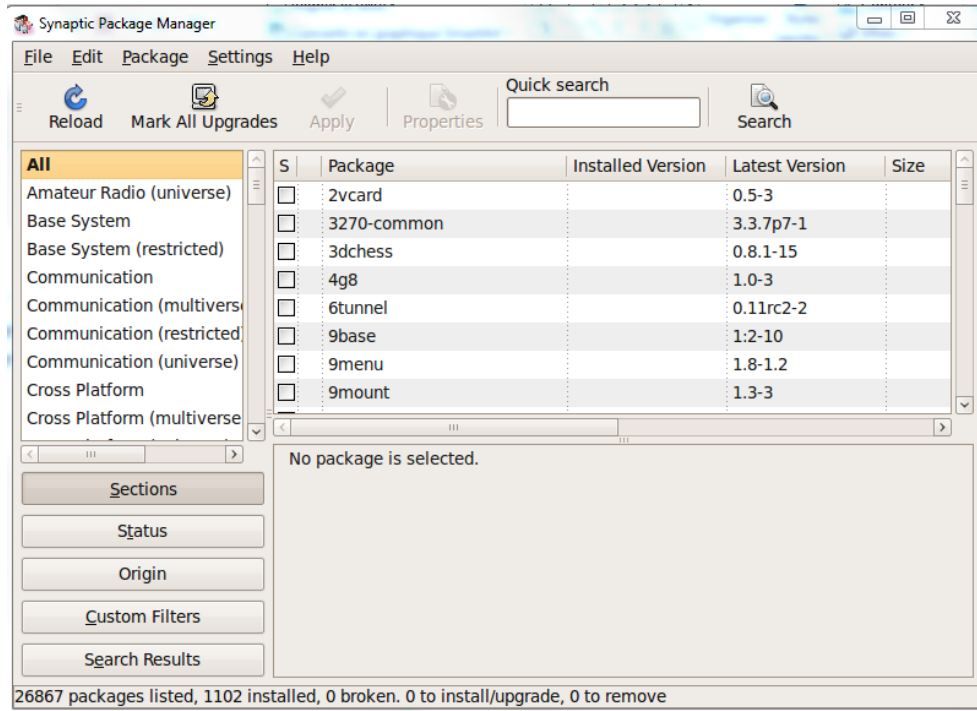 Synaptic Package Manager
File Edit Package Settings Help
Reload Mark All Upgrades Apply Properties Quick search Search
All
Amateur Radio (universe)
Base System
Base System (restricted)
Communication
Communication (multivers
Communication (restricted
Communication (universe)
Cross Platform
Cross Platform (multiverse
S Package Installed Version Latest Version Size
2vcard 0.5-3
3270-common 3.3.7p7-1
3dchess 0.8.1-15
4g8 1.0-3
6tunnel 0.11rc2-2
9base 1:2-10
9menu 1.8-1.2
9mount 1.3-3
No package is selected.
Sections
Status
Origin
Custom Filters
Search Results
26867 packages listed, 1102 installed, 0 broken. 0 to install/upgrade, 0 to remove